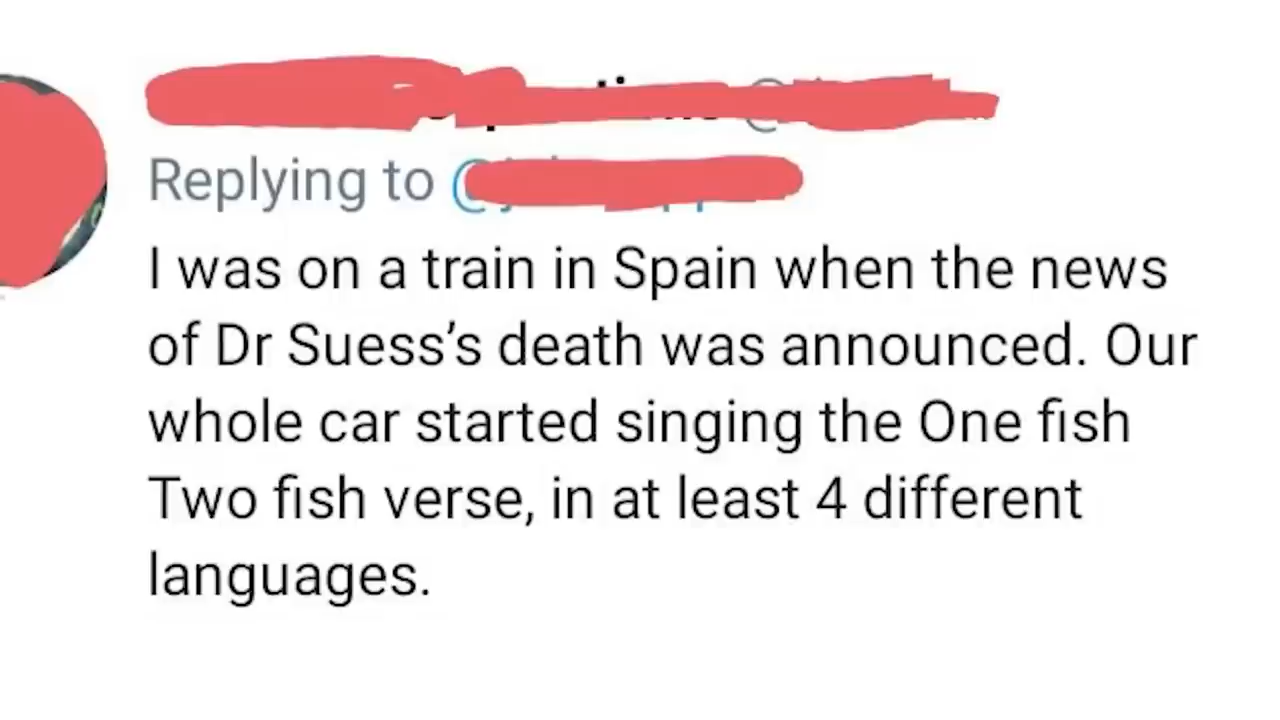 Replying to
I was on a train in Spain when the news
of Dr Suess’s death was announced. Our
whole car started singing the One fish
Two fish verse, in at least 4 different
languages.